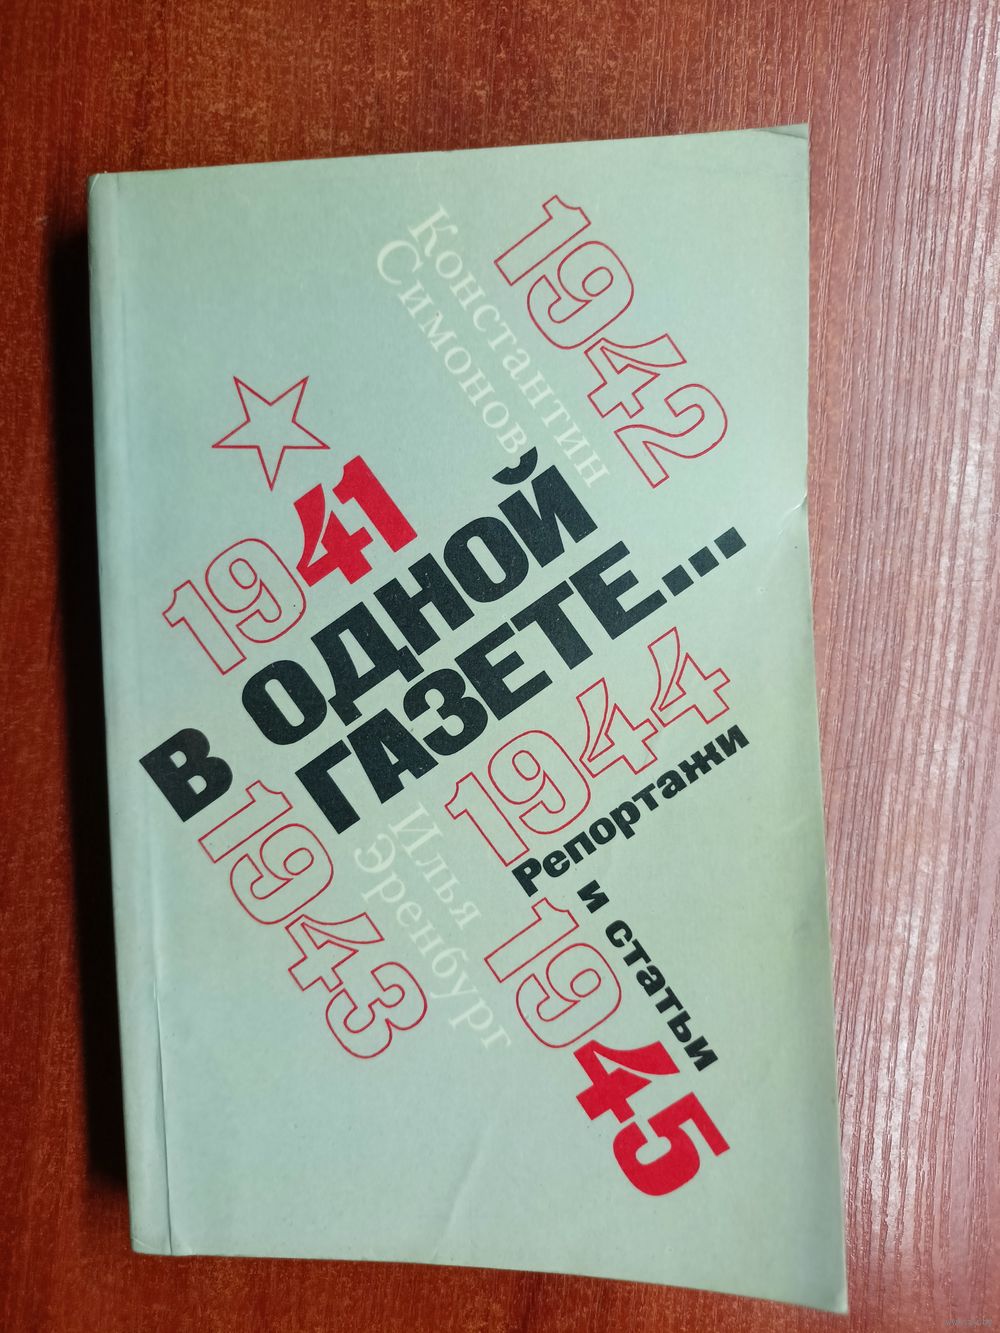 Константин
Симонов
1942
1941
В ОДНОЙ
ГАЗЕТЕ...
1943
Илья
Эренбург
1944
Репортажи
и статьи
1945